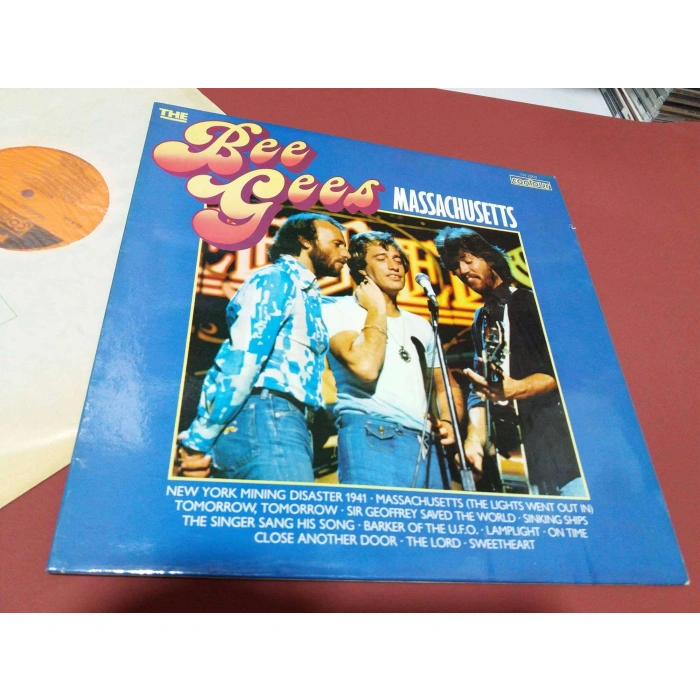 THE
Bee
Gees
MASSACHUSETTS
contour
NEW YORK MINING DISASTER 1941 · MASSACHUSETTS (THE LIGHTS WENT OUT IN)
TOMORROW, TOMORROW · SIR GEOFFREY SAVED THE WORLD · SINKING SHIPS
THE SINGER SANG HIS SONG · BARKER OF THE U.F.O. · LAMPLIGHT · ON TIME
CLOSE ANOTHER DOOR · THE LORD · SWEETHEART